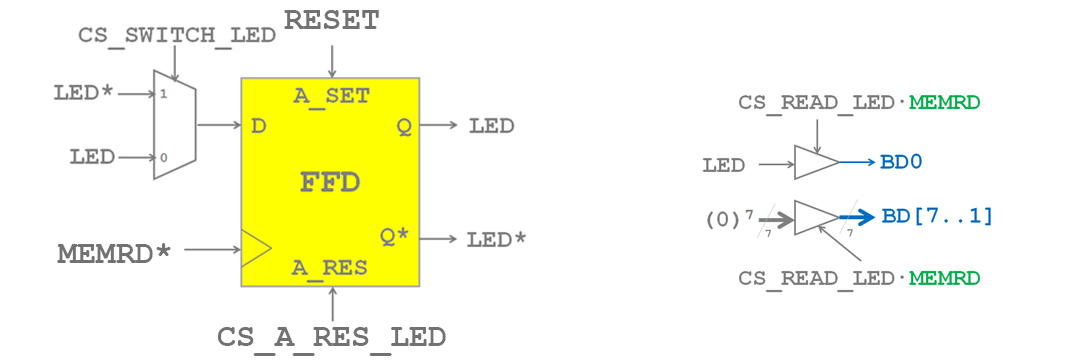 RESET
CS_SWITCH_LED
LED*
1
A_SET
D
Q
LED
LED
0
FFD
MEMRD*
Q*
LED*
A_RES
CS_A_RES_LED
CS_READ_LED·MEMRD
LED
BD0
(0)⁷
7
7
BD[7..1]
CS_READ_LED·MEMRD